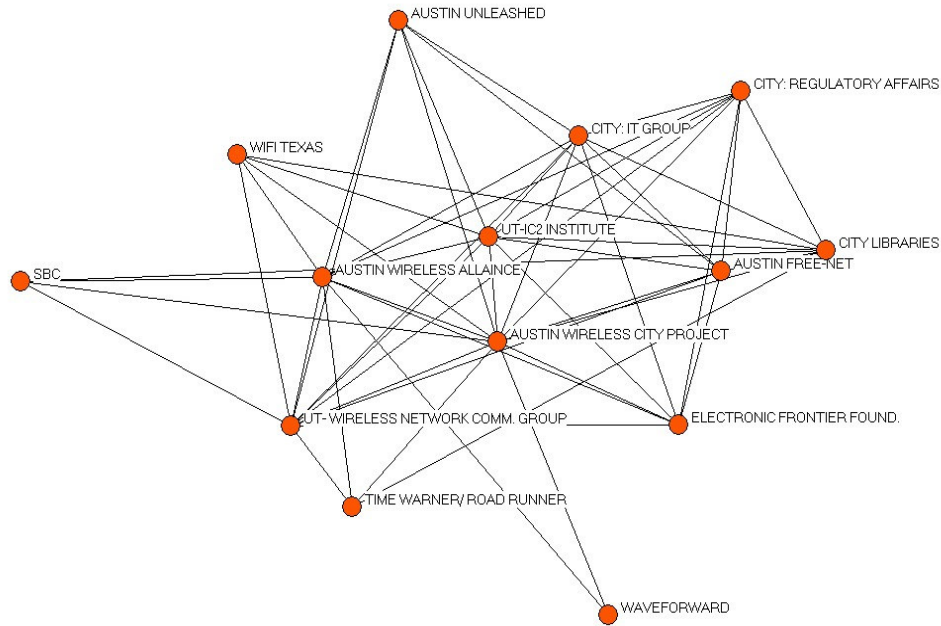 AUSTIN UNLEASHED
CITY: REGULATORY AFFAIRS
CITY: IT GROUP
WIFI TEXAS
UT-IC2 INSTITUTE
CITY LIBRARIES
AUSTIN FREE-NET
SBC
AUSTIN WIRELESS ALLAINCE
AUSTIN WIRELESS CITY PROJECT
UT- WIRELESS NETWORK COMM. GROUP
ELECTRONIC FRONTIER FOUND.
TIME WARNER/ ROAD RUNNER
WAVEFORWARD